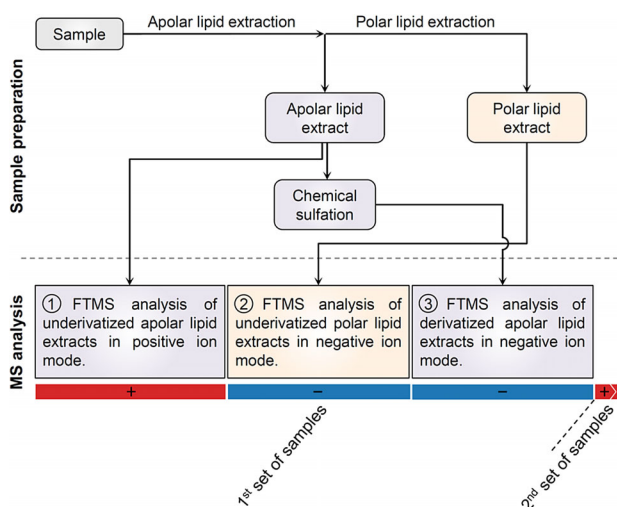 Apolar lipid extraction
Polar lipid extraction
Sample
Sample preparation
Apolar lipid
extract
Polar lipid
extract
Chemical
sulfation
MS analysis
① FTMS analysis of
underivatized apolar lipid
extracts in positive ion
mode.
② FTMS analysis of
underivatized polar lipid
extracts in negative ion
mode.
③ FTMS analysis of
derivatized apolar lipid
extracts in negative ion
mode.
+
−
−
+
1st set of samples
2nd set of samples